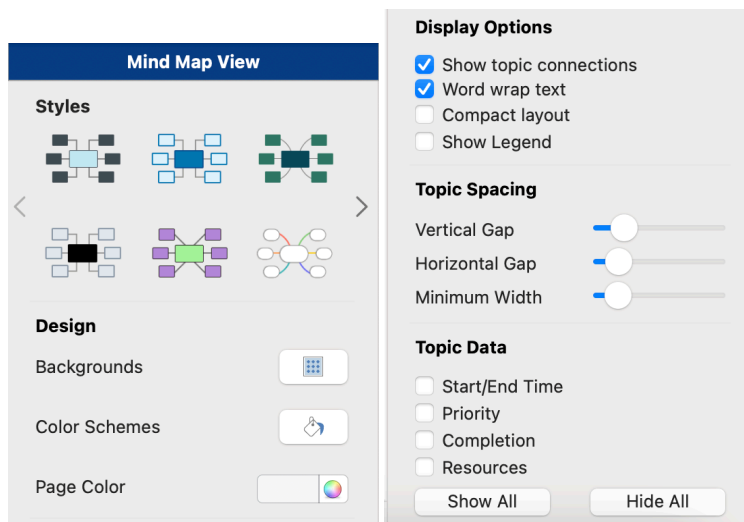 Mind Map View
Styles
Design
Backgrounds
Color Schemes
Page Color
Display Options
Show topic connections
Word wrap text
Compact layout
Show Legend
Topic Spacing
Vertical Gap
Horizontal Gap
Minimum Width
Topic Data
Start/End Time
Priority
Completion
Resources
Show All
Hide All